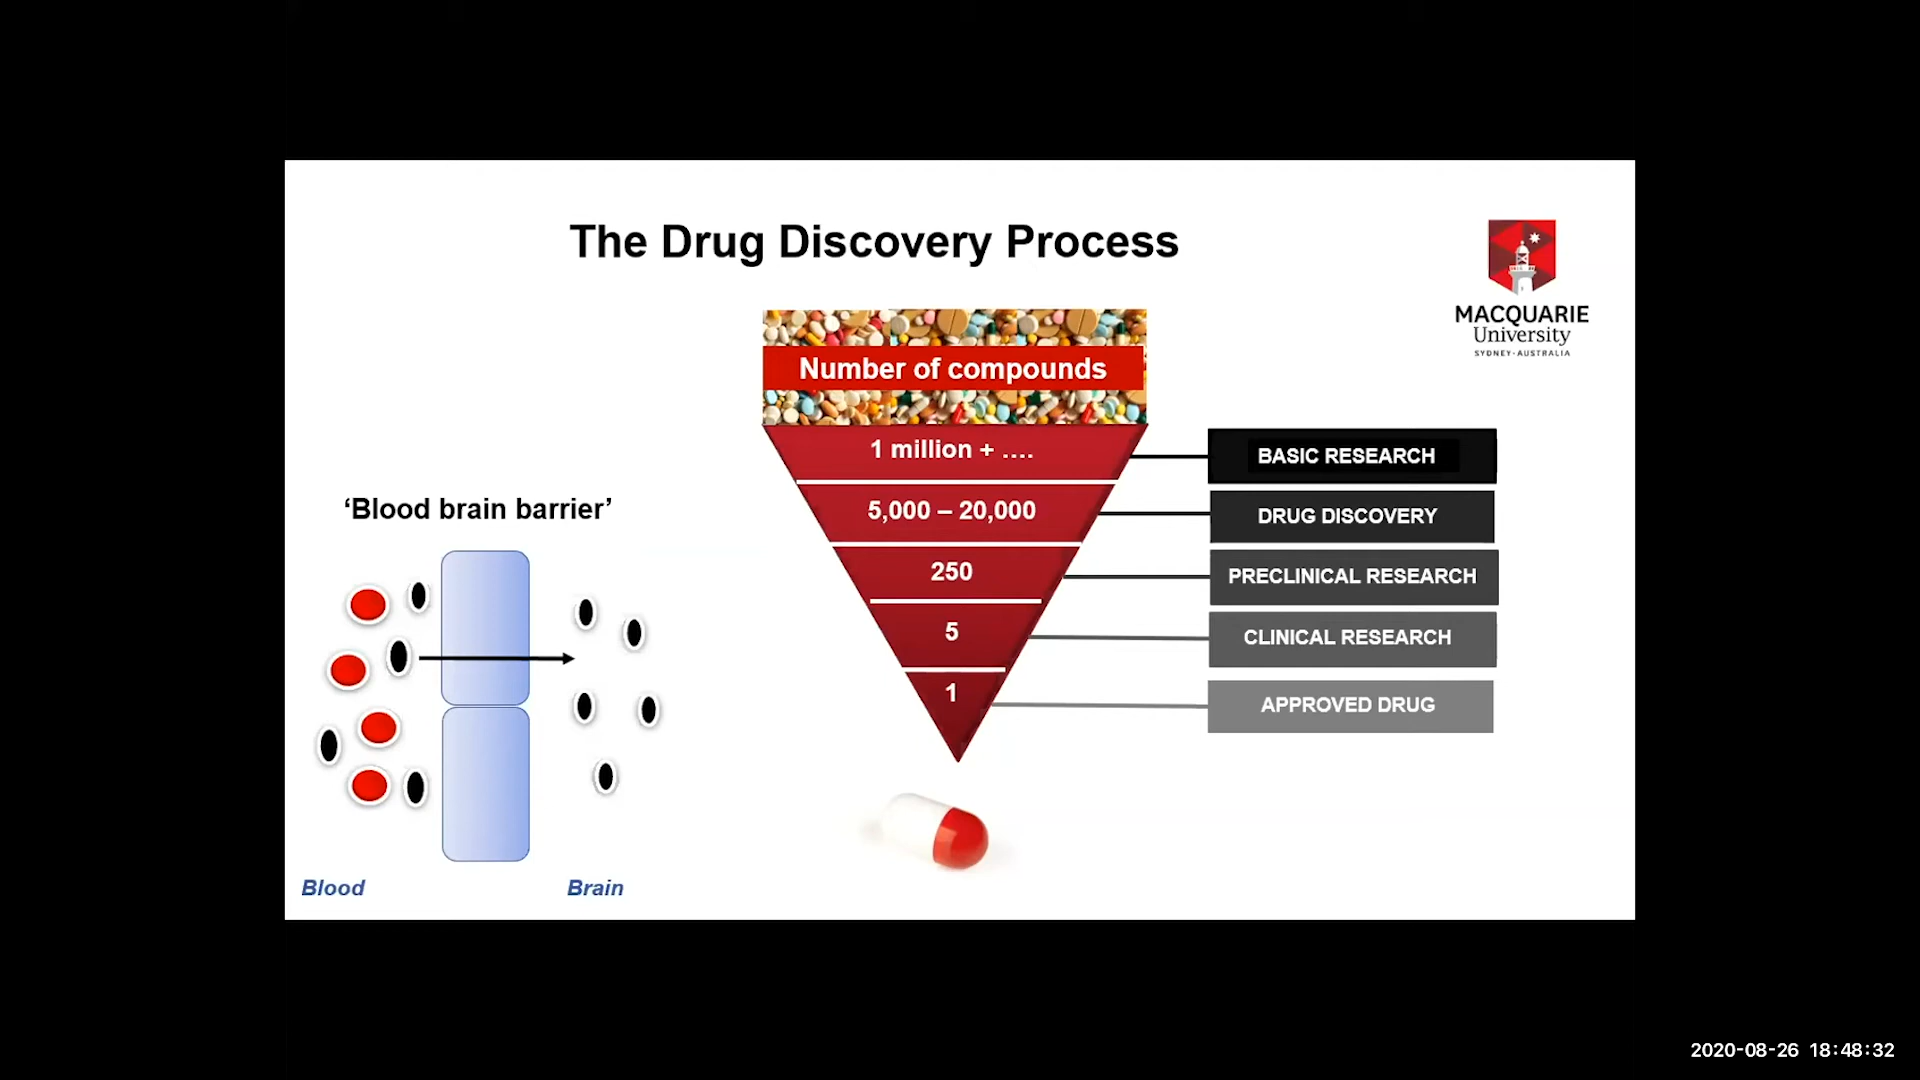 The Drug Discovery Process
MACQUARIE
University
SYDNEY·AUSTRALIA
Number of compounds
1 million + ....
BASIC RESEARCH
5,000 – 20,000
DRUG DISCOVERY
250
PRECLINICAL RESEARCH
5
CLINICAL RESEARCH
1
APPROVED DRUG
‘Blood brain barrier’
Blood
Brain
2020-08-26 18:48:32